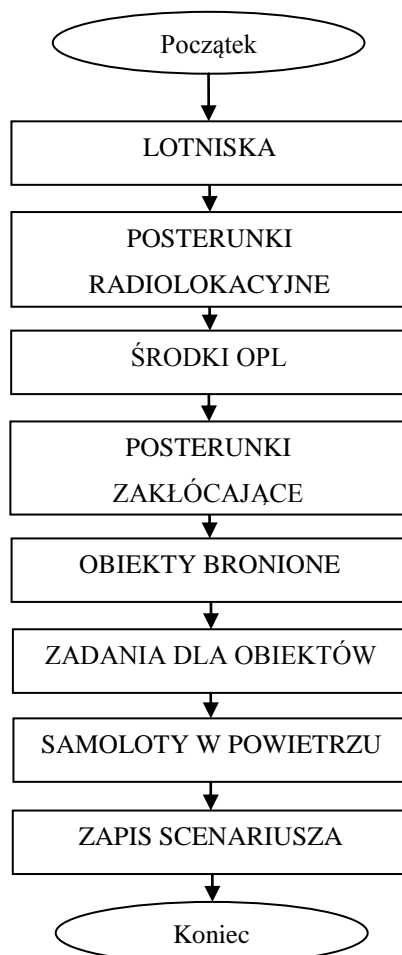 Początek
LOTNISKA
POSTERUNKI
RADIOLOKACYJNE
ŚRODKI OPL
POSTERUNKI
ZAKŁÓCAJĄCE
OBIEKTY BRONIONE
ZADANIA DLA OBIEKTÓW
SAMOLOTY W POWIETRZU
ZAPIS SCENARIUSZA
Koniec